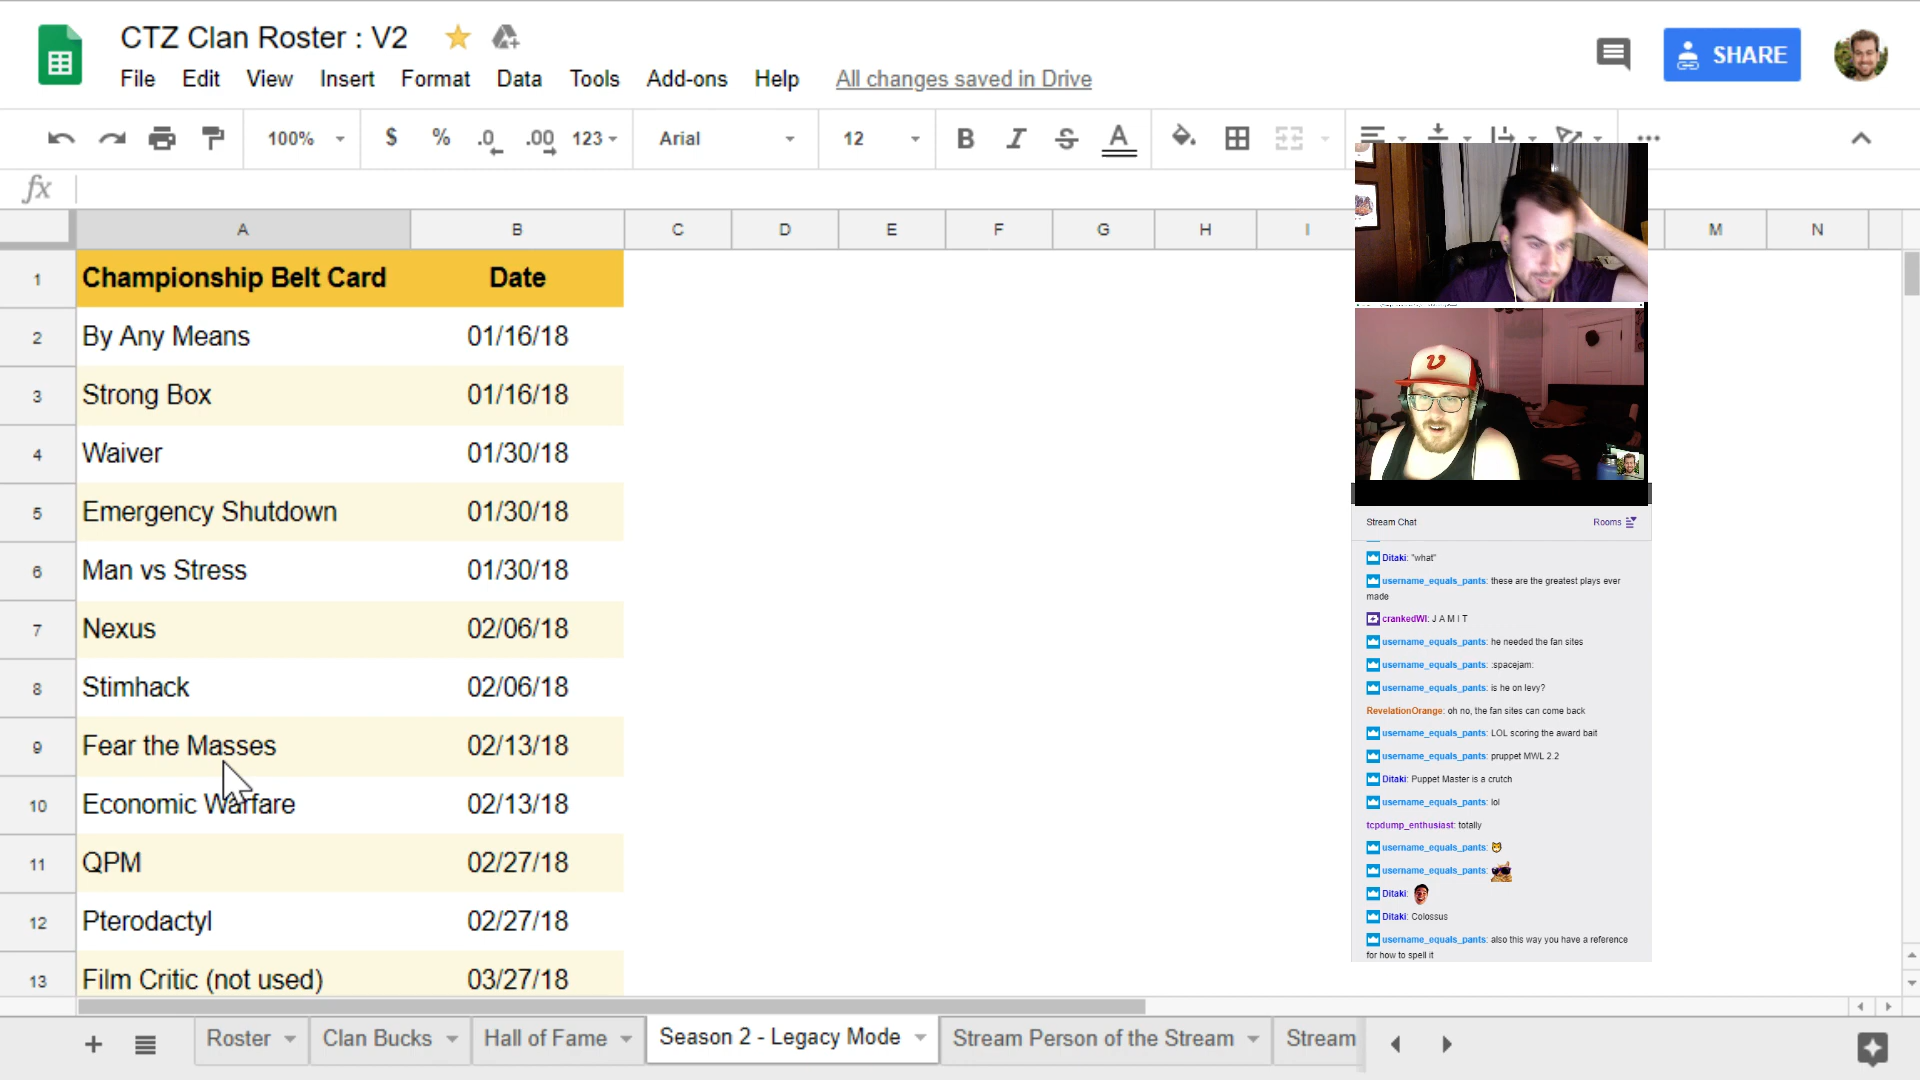 CTZ Clan Roster : V2
File Edit View Insert Format Data Tools Add-ons Help All changes saved in Drive
SHARE
100% $ % .0 .00 123 Arial 12 B I S A
fx
A B C D E F G H I M N
1 Championship Belt Card Date
2 By Any Means 01/16/18
3 Strong Box 01/16/18
4 Waiver 01/30/18
5 Emergency Shutdown 01/30/18
6 Man vs Stress 01/30/18
7 Nexus 02/06/18
8 Stimhack 02/06/18
9 Fear the Masses 02/13/18
10 Economic Warfare 02/13/18
11 QPM 02/27/18
12 Pterodactyl 02/27/18
13 Film Critic (not used) 03/27/18
Stream Chat Rooms
Ditaki: "what"
username_equals_pants: these are the greatest plays ever
made
crankedWI: J A M I T
username_equals_pants: he needed the fan sites
username_equals_pants: :spacejam:
username_equals_pants: is he on levy?
RevelationOrange: oh no, the fan sites can come back
username_equals_pants: LOL scoring the award bait
username_equals_pants: pruppet MWL 2.2
Ditaki: Puppet Master is a crutch
username_equals_pants: lol
tcpdump_enthusiast: totally
username_equals_pants:
username_equals_pants:
Ditaki:
Ditaki: Colossus
username_equals_pants: also this way you have a reference
for how to spell it
Roster Clan Bucks Hall of Fame Season 2 - Legacy Mode Stream Person of the Stream Stream